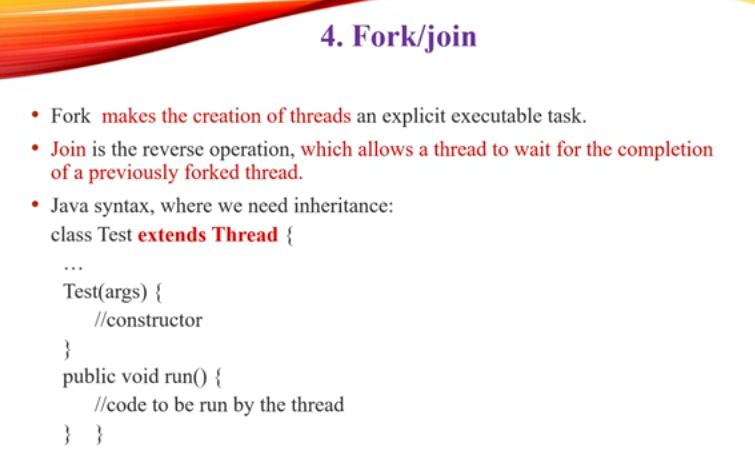 4. Fork/join
• Fork makes the creation of threads an explicit executable task.
• Join is the reverse operation, which allows a thread to wait for the completion
of a previously forked thread.
• Java syntax, where we need inheritance:
class Test extends Thread {
…
Test(args) {
//constructor
}
public void run() {
//code to be run by the thread
} }